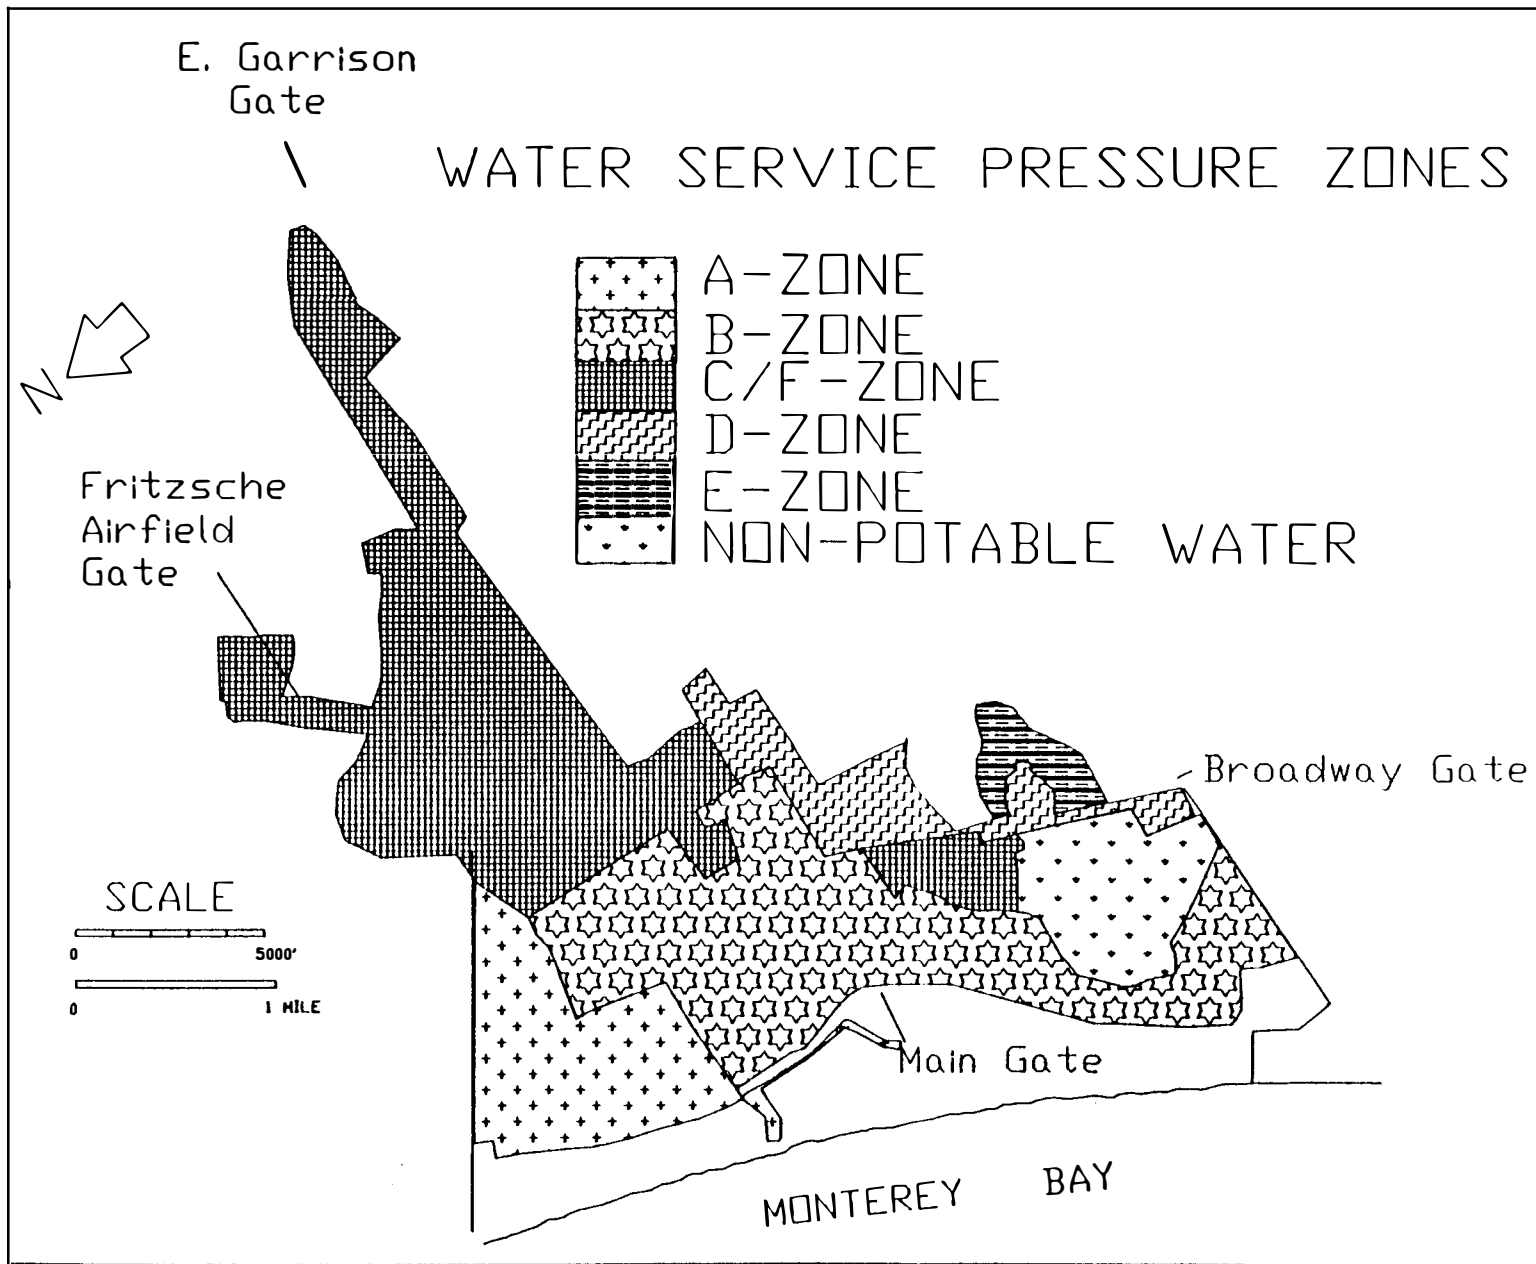 E. Garrison
Gate
WATER SERVICE PRESSURE ZONES
A-ZONE
B-ZONE
C/F-ZONE
D-ZONE
E-ZONE
NON-POTABLE WATER
N
Fritzsche
Airfield
Gate
Broadway Gate
SCALE
0 5000'
0 1 MILE
Main Gate
MONTEREY BAY